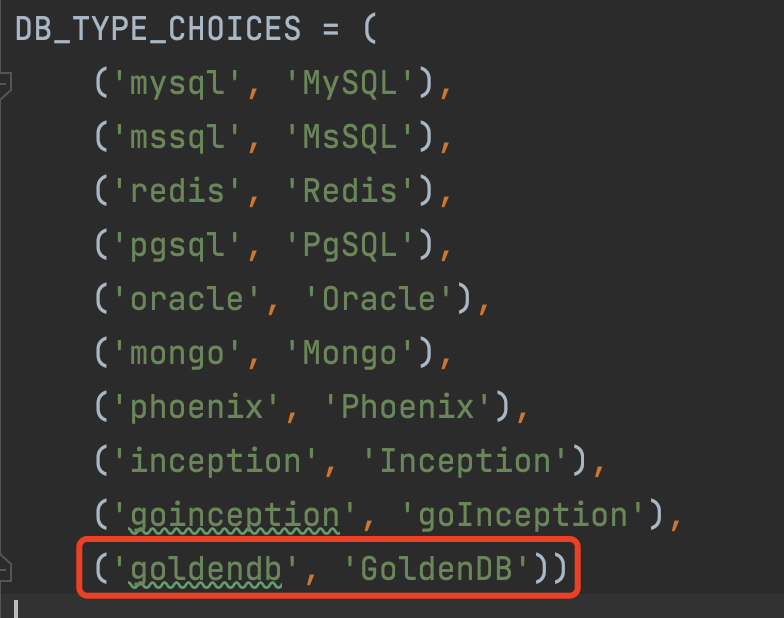 DB_TYPE_CHOICES = (
    ('mysql', 'MySQL'),
    ('mssql', 'MsSQL'),
    ('redis', 'Redis'),
    ('pgsql', 'PgSQL'),
    ('oracle', 'Oracle'),
    ('mongo', 'Mongo'),
    ('phoenix', 'Phoenix'),
    ('inception', 'Inception'),
    ('goinception', 'goInception'),
    ('goldendb', 'GoldenDB'))